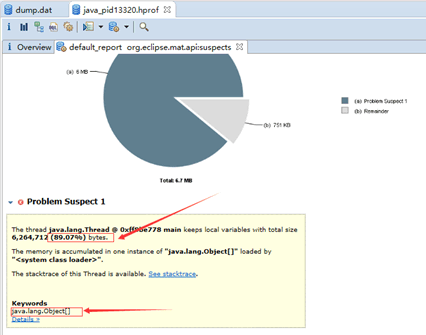 dump.dat java_pid13320.hprof
Overview default_report org.eclipse.mat.api:suspects
(a) 6 MB
(b) 751 KB
(a) Problem Suspect 1
(b) Remainder
Total: 6.7 MB
Problem Suspect 1
The thread java.lang.Thread @ 0xff9be778 main keeps local variables with total size
6,264,712 (89.07%) bytes.
The memory is accumulated in one instance of "java.lang.Object[]" loaded by
"<system class loader>".
The stacktrace of this Thread is available. See stacktrace.
Keywords
java.lang.Object[]
Details »